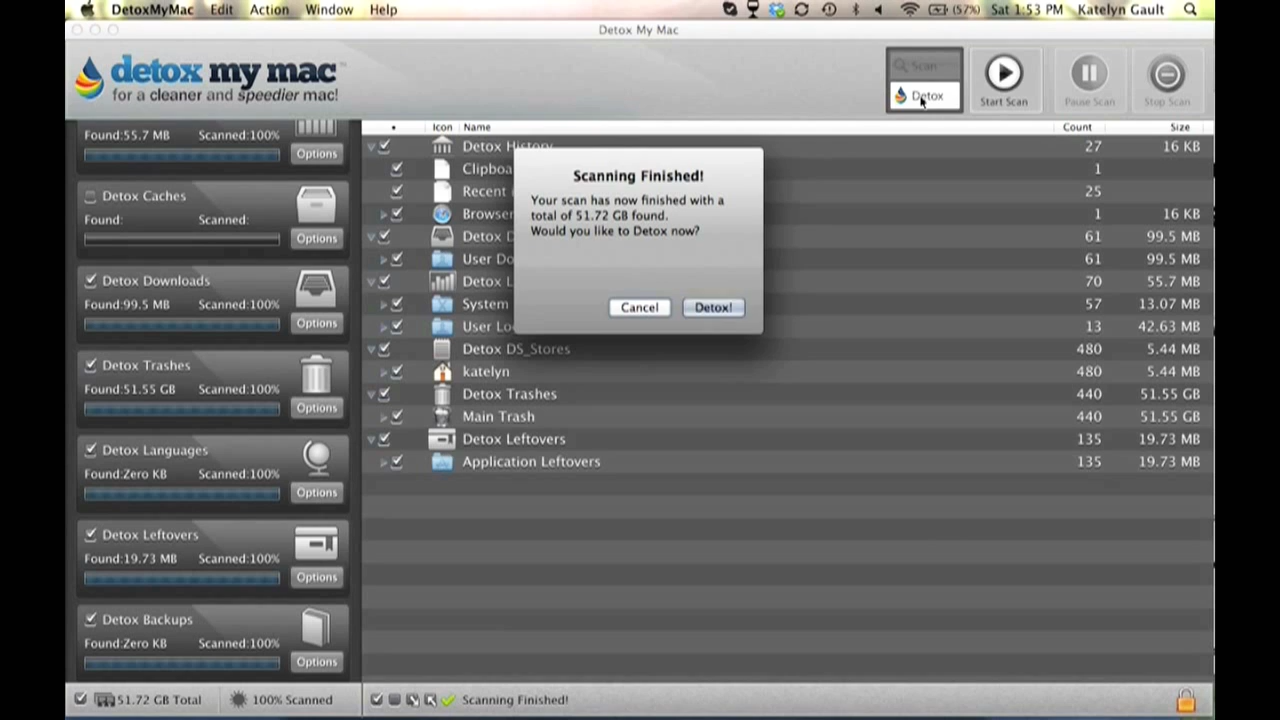 DetoxMyMac Edit Action Window Help (57%) Sat 1:53 PM Katelyn Gault
Detox My Mac
detox my mac™
for a cleaner and speedier mac!
Scan
Detox
Start Scan
Pause Scan
Stop Scan
Found:55.7 MB Scanned:100%
Options
Detox Caches
Found: Scanned:
Options
Detox Downloads
Found:99.5 MB Scanned:100%
Options
Detox Trashes
Found:51.55 GB Scanned:100%
Options
Detox Languages
Found:Zero KB Scanned:100%
Options
Detox Leftovers
Found:19.73 MB Scanned:100%
Options
Detox Backups
Found:Zero KB Scanned:100%
Options
51.72 GB Total 100% Scanned
Icon Name Count Size
Detox History 27 16 KB
1
Recent 25
Browser 1 16 KB
Detox 61 99.5 MB
User 61 99.5 MB
Detox 70 55.7 MB
System 57 13.07 MB
User 13 42.63 MB
Detox DS_Stores 480 5.44 MB
katelyn 480 5.44 MB
Detox Trashes 440 51.55 GB
Main Trash 440 51.55 GB
Detox Leftovers 135 19.73 MB
Application Leftovers 135 19.73 MB
Scanning Finished!
Your scan has now finished with a
total of 51.72 GB found.
Would you like to Detox now?
Cancel Detox!
Scanning Finished!